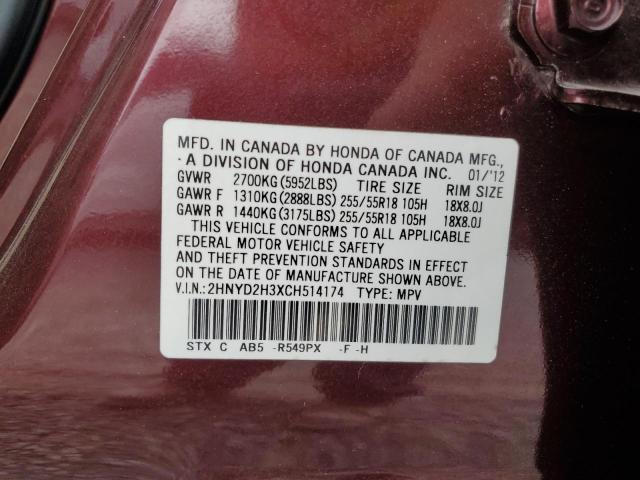 MFD. IN CANADA BY HONDA OF CANADA MFG.,
· A DIVISION OF HONDA CANADA INC. 01/'12
GVWR 2700KG(5952LBS) TIRE SIZE RIM SIZE
GAWR F 1310KG(2888LBS) 255/55R18 105H 18X8.0J
GAWR R 1440KG(3175LBS) 255/55R18 105H 18X8.0J
THIS VEHICLE CONFORMS TO ALL APPLICABLE
FEDERAL MOTOR VEHICLE SAFETY
AND THEFT PREVENTION STANDARDS IN EFFECT
ON THE DATE OF MANUFACTURE SHOWN ABOVE.
V.I.N.:2HNYD2H3XCH514174 TYPE: MPV
STX C AB5 -R549PX -F -H